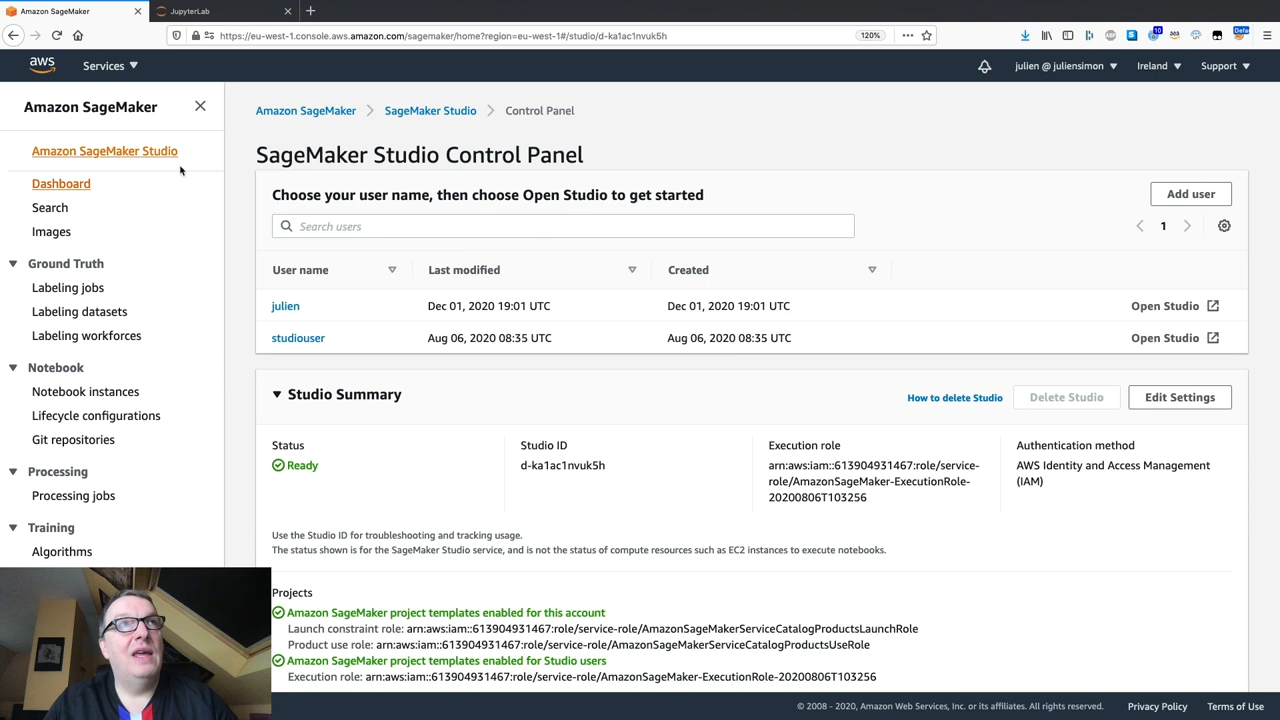 Amazon SageMaker
JupyterLab
https://eu-west-1.console.aws.amazon.com/sagemaker/home?region=eu-west-1#/studio/d-ka1ac1nvuk5h
120%
10
Defa
aws
Services
julien @ juliensimon
Ireland
Support
Amazon SageMaker
Amazon SageMaker Studio
Dashboard
Search
Images
Ground Truth
Labeling jobs
Labeling datasets
Labeling workforces
Notebook
Notebook instances
Lifecycle configurations
Git repositories
Processing
Processing jobs
Training
Algorithms
Amazon SageMaker
SageMaker Studio
Control Panel
SageMaker Studio Control Panel
Choose your user name, then choose Open Studio to get started
Add user
Search users
1
User name
Last modified
Created
julien
Dec 01, 2020 19:01 UTC
Dec 01, 2020 19:01 UTC
Open Studio
studiouser
Aug 06, 2020 08:35 UTC
Aug 06, 2020 08:35 UTC
Open Studio
Studio Summary
How to delete Studio
Delete Studio
Edit Settings
Status
Ready
Studio ID
d-ka1ac1nvuk5h
Execution role
arn:aws:iam::613904931467:role/service-
role/AmazonSageMaker-ExecutionRole-
20200806T103256
Authentication method
AWS Identity and Access Management
(IAM)
Use the Studio ID for troubleshooting and tracking usage.
The status shown is for the SageMaker Studio service, and is not the status of compute resources such as EC2 instances to execute notebooks.
Projects
Amazon SageMaker project templates enabled for this account
Launch constraint role: arn:aws:iam::613904931467:role/service-role/AmazonSageMakerServiceCatalogProductsLaunchRole
Product use role: arn:aws:iam::613904931467:role/service-role/AmazonSageMakerServiceCatalogProductsUseRole
Amazon SageMaker project templates enabled for Studio users
Execution role: arn:aws:iam::613904931467:role/service-role/AmazonSageMaker-ExecutionRole-20200806T103256
© 2008 - 2020, Amazon Web Services, Inc. or its affiliates. All rights reserved.
Privacy Policy
Terms of Use